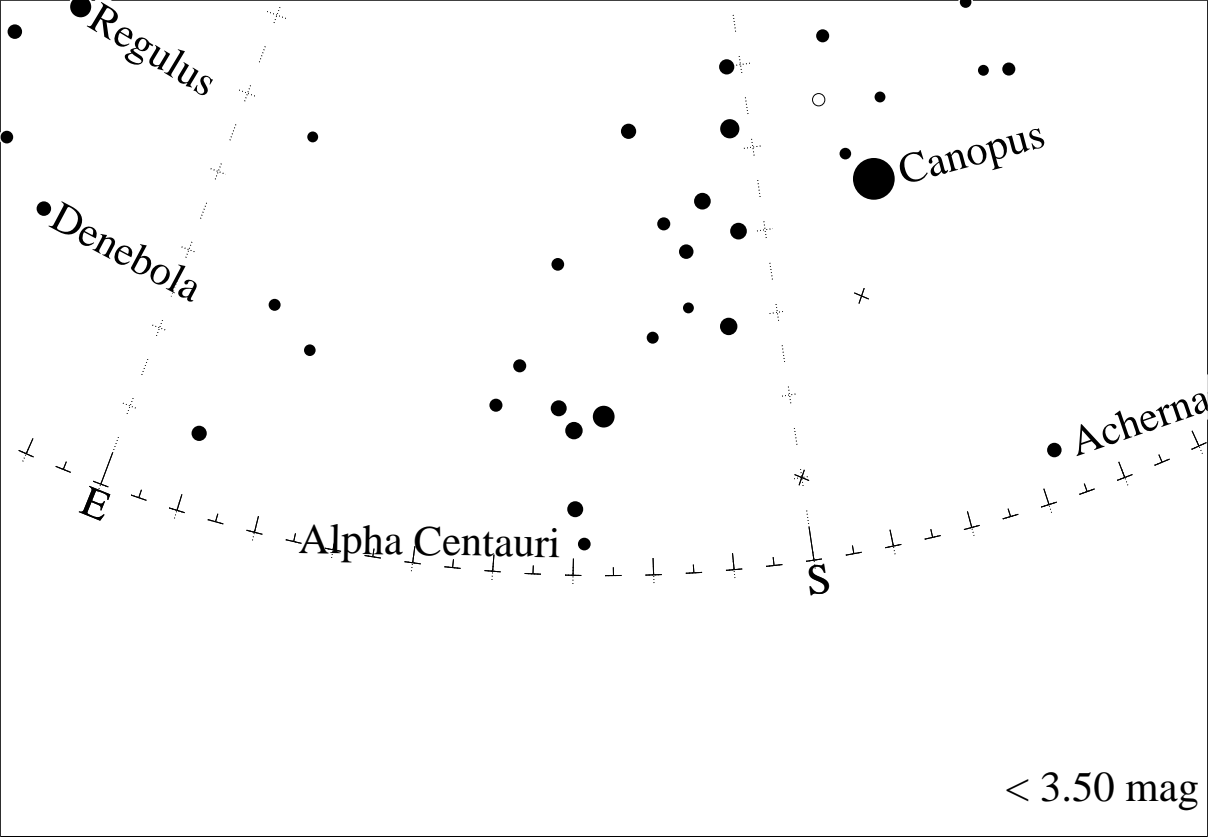 Regulus
Canopus
Denebola
Acherna
E
Alpha Centauri
S
< 3.50 mag